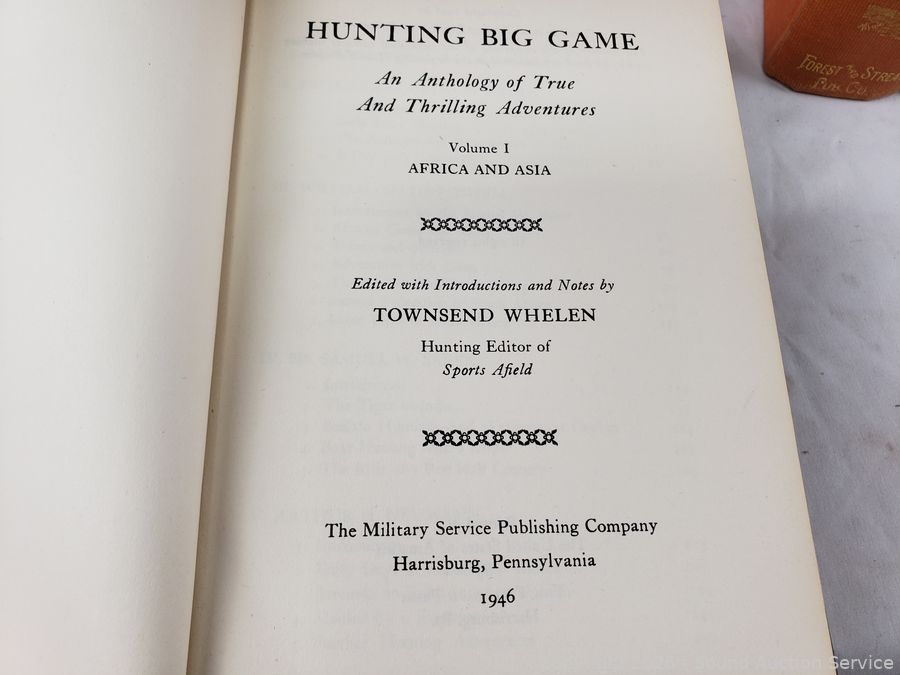 HUNTING BIG GAME
An Anthology of True
And Thrilling Adventures
Volume I
AFRICA AND ASIA
Edited with Introductions and Notes by
TOWNSEND WHELEN
Hunting Editor of
Sports Afield
The Military Service Publishing Company
Harrisburg, Pennsylvania
1946
FOREST
PUB. CO.
Sound Auction Service